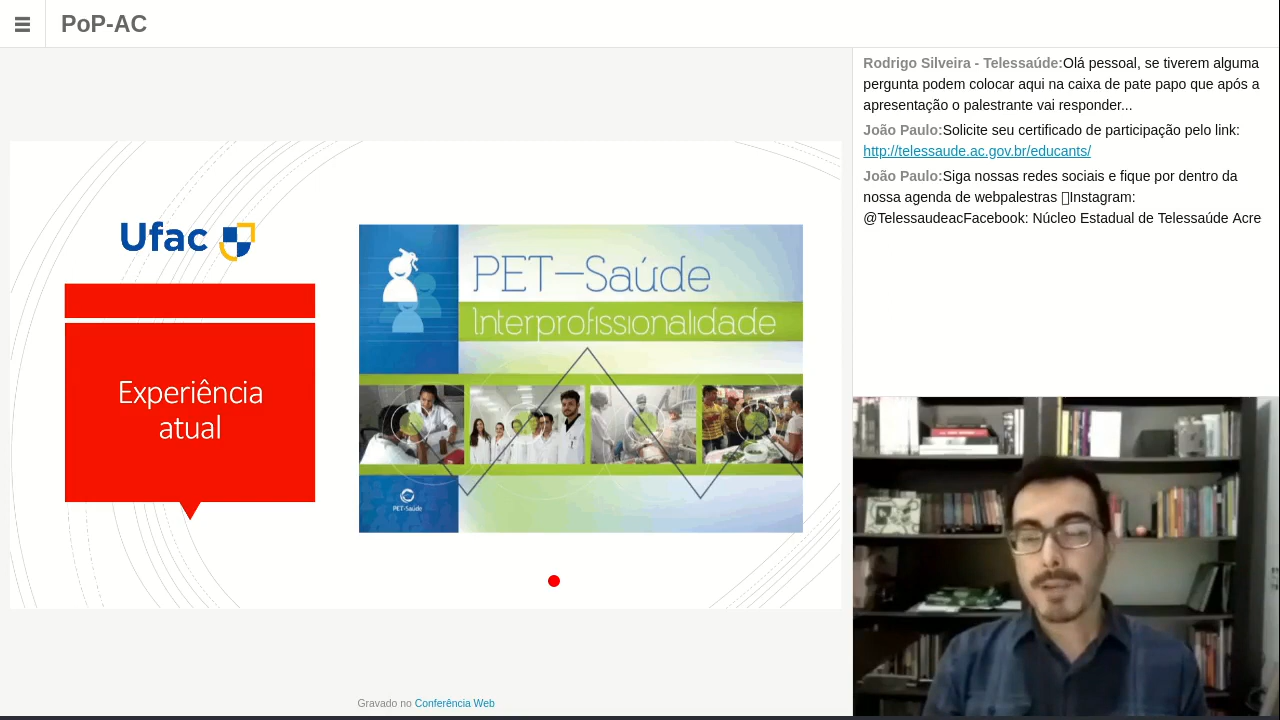 PoP-AC
Ufac
Experiência
atual
PET-Saúde
Interprofissionalidade
PET-Saúde
Gravado no Conferência Web
Rodrigo Silveira - Telessaúde:Olá pessoal, se tiverem alguma
pergunta podem colocar aqui na caixa de pate papo que após a
apresentação o palestrante vai responder...
João Paulo:Solicite seu certificado de participação pelo link:
http://telessaude.ac.gov.br/educants/
João Paulo:Siga nossas redes sociais e fique por dentro da
nossa agenda de webpalestras Instagram:
@TelessaudeacFacebook: Núcleo Estadual de Telessaúde Acre